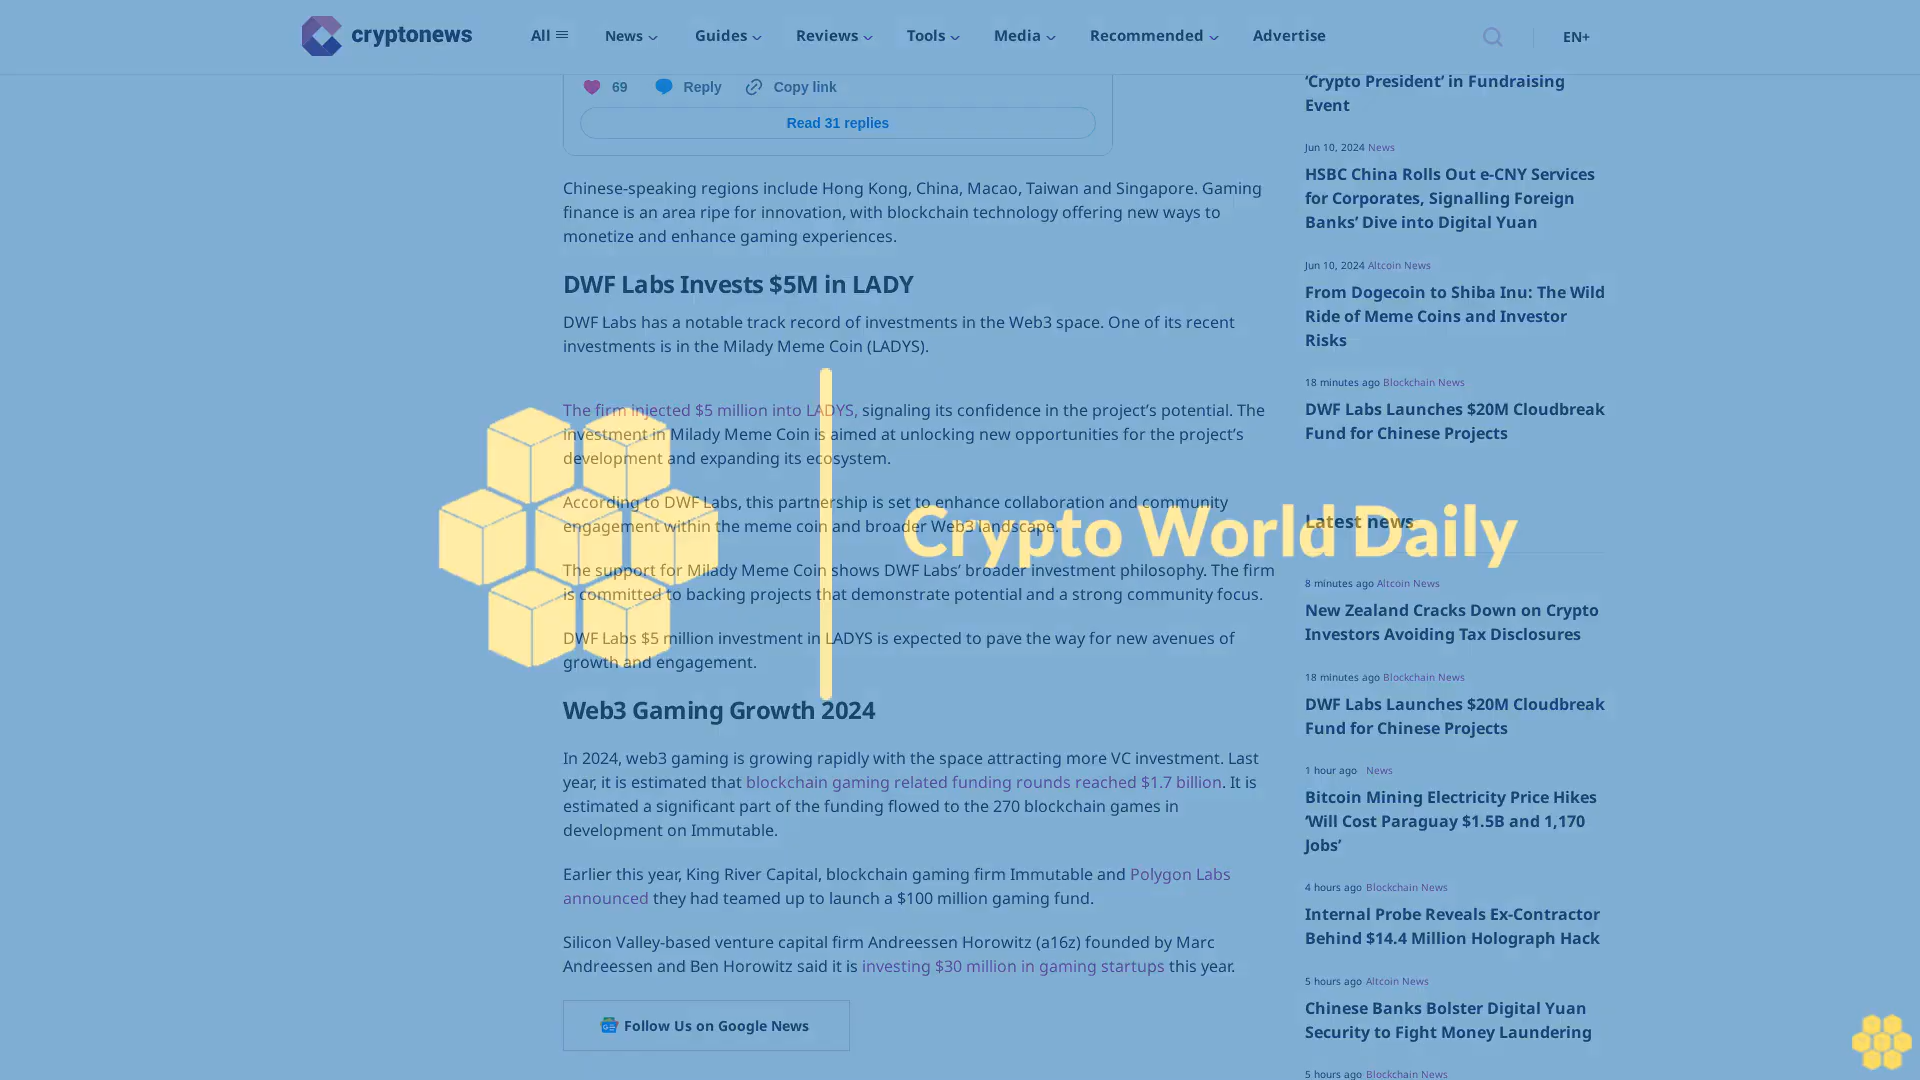 cryptonews
All
News
Guides
Reviews
Tools
Media
Recommended
Advertise
EN+
69
Reply
Copy link
Read 31 replies
Chinese-speaking regions include Hong Kong, China, Macao, Taiwan and Singapore. Gaming
finance is an area ripe for innovation, with blockchain technology offering new ways to
monetize and enhance gaming experiences.
DWF Labs Invests $5M in LADY
DWF Labs has a notable track record of investments in the Web3 space. One of its recent
investments is in the Milady Meme Coin (LADYS).
The firm injected $5 million into LADYS, signaling its confidence in the project’s potential. The
investment in Milady Meme Coin is aimed at unlocking new opportunities for the project’s
development and expanding its ecosystem.
According to DWF Labs, this partnership is set to enhance collaboration and community
engagement within the meme coin and broader Web3 landscape.
The support for Milady Meme Coin shows DWF Labs’ broader investment philosophy. The firm
is committed to backing projects that demonstrate potential and a strong community focus.
DWF Labs $5 million investment in LADYS is expected to pave the way for new avenues of
growth and engagement.
Web3 Gaming Growth 2024
In 2024, web3 gaming is growing rapidly with the space attracting more VC investment. Last
year, it is estimated that blockchain gaming related funding rounds reached $1.7 billion. It is
estimated a significant part of the funding flowed to the 270 blockchain games in
development on Immutable.
Earlier this year, King River Capital, blockchain gaming firm Immutable and Polygon Labs
announced they had teamed up to launch a $100 million gaming fund.
Silicon Valley-based venture capital firm Andreessen Horowitz (a16z) founded by Marc
Andreessen and Ben Horowitz said it is investing $30 million in gaming startups this year.
Follow Us on Google News
Crypto World Daily
‘Crypto President’ in Fundraising
Event
Jun 10, 2024 News
HSBC China Rolls Out e-CNY Services
for Corporates, Signalling Foreign
Banks’ Dive into Digital Yuan
Jun 10, 2024 Altcoin News
From Dogecoin to Shiba Inu: The Wild
Ride of Meme Coins and Investor
Risks
18 minutes ago Blockchain News
DWF Labs Launches $20M Cloudbreak
Fund for Chinese Projects
Latest news
8 minutes ago Altcoin News
New Zealand Cracks Down on Crypto
Investors Avoiding Tax Disclosures
18 minutes ago Blockchain News
DWF Labs Launches $20M Cloudbreak
Fund for Chinese Projects
1 hour ago News
Bitcoin Mining Electricity Price Hikes
‘Will Cost Paraguay $1.5B and 1,170
Jobs’
4 hours ago Blockchain News
Internal Probe Reveals Ex-Contractor
Behind $14.4 Million Holograph Hack
5 hours ago Altcoin News
Chinese Banks Bolster Digital Yuan
Security to Fight Money Laundering
5 hours ago Blockchain News